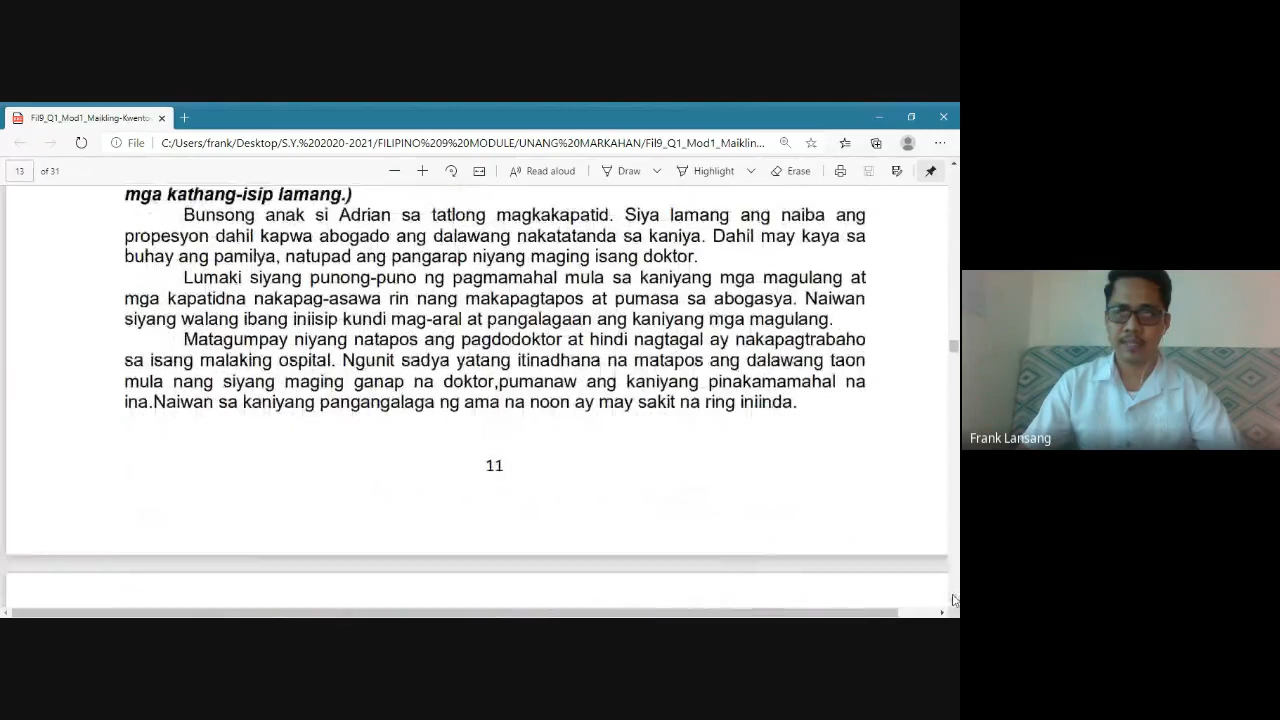 Fil9_Q1_Mod1_Maikling-Kwento
File C:/Users/frank/Desktop/S.Y.%202020-2021/FILIPINO%209%20MODULE/UNANG%20MARKAHAN/Fil9_Q1_Mod1_Maiklin...
13 of 31 Read aloud Draw Highlight Erase
mga kathang-isip lamang.)
Bunsong anak si Adrian sa tatlong magkakapatid. Siya lamang ang naiba ang
propesyon dahil kapwa abogado ang dalawang nakatatanda sa kaniya. Dahil may kaya sa
buhay ang pamilya, natupad ang pangarap niyang maging isang doktor.
Lumaki siyang punong-puno ng pagmamahal mula sa kaniyang mga magulang at
mga kapatidna nakapag-asawa rin nang makapagtapos at pumasa sa abogasya. Naiwan
siyang walang ibang iniisip kundi mag-aral at pangalagaan ang kaniyang mga magulang.
Matagumpay niyang natapos ang pagdodoktor at hindi nagtagal ay nakapagtrabaho
sa isang malaking ospital. Ngunit sadya yatang itinadhana na matapos ang dalawang taon
mula nang siyang maging ganap na doktor,pumanaw ang kaniyang pinakamamahal na
ina.Naiwan sa kaniyang pangangalaga ng ama na noon ay may sakit na ring iniinda.
11
Frank Lansang